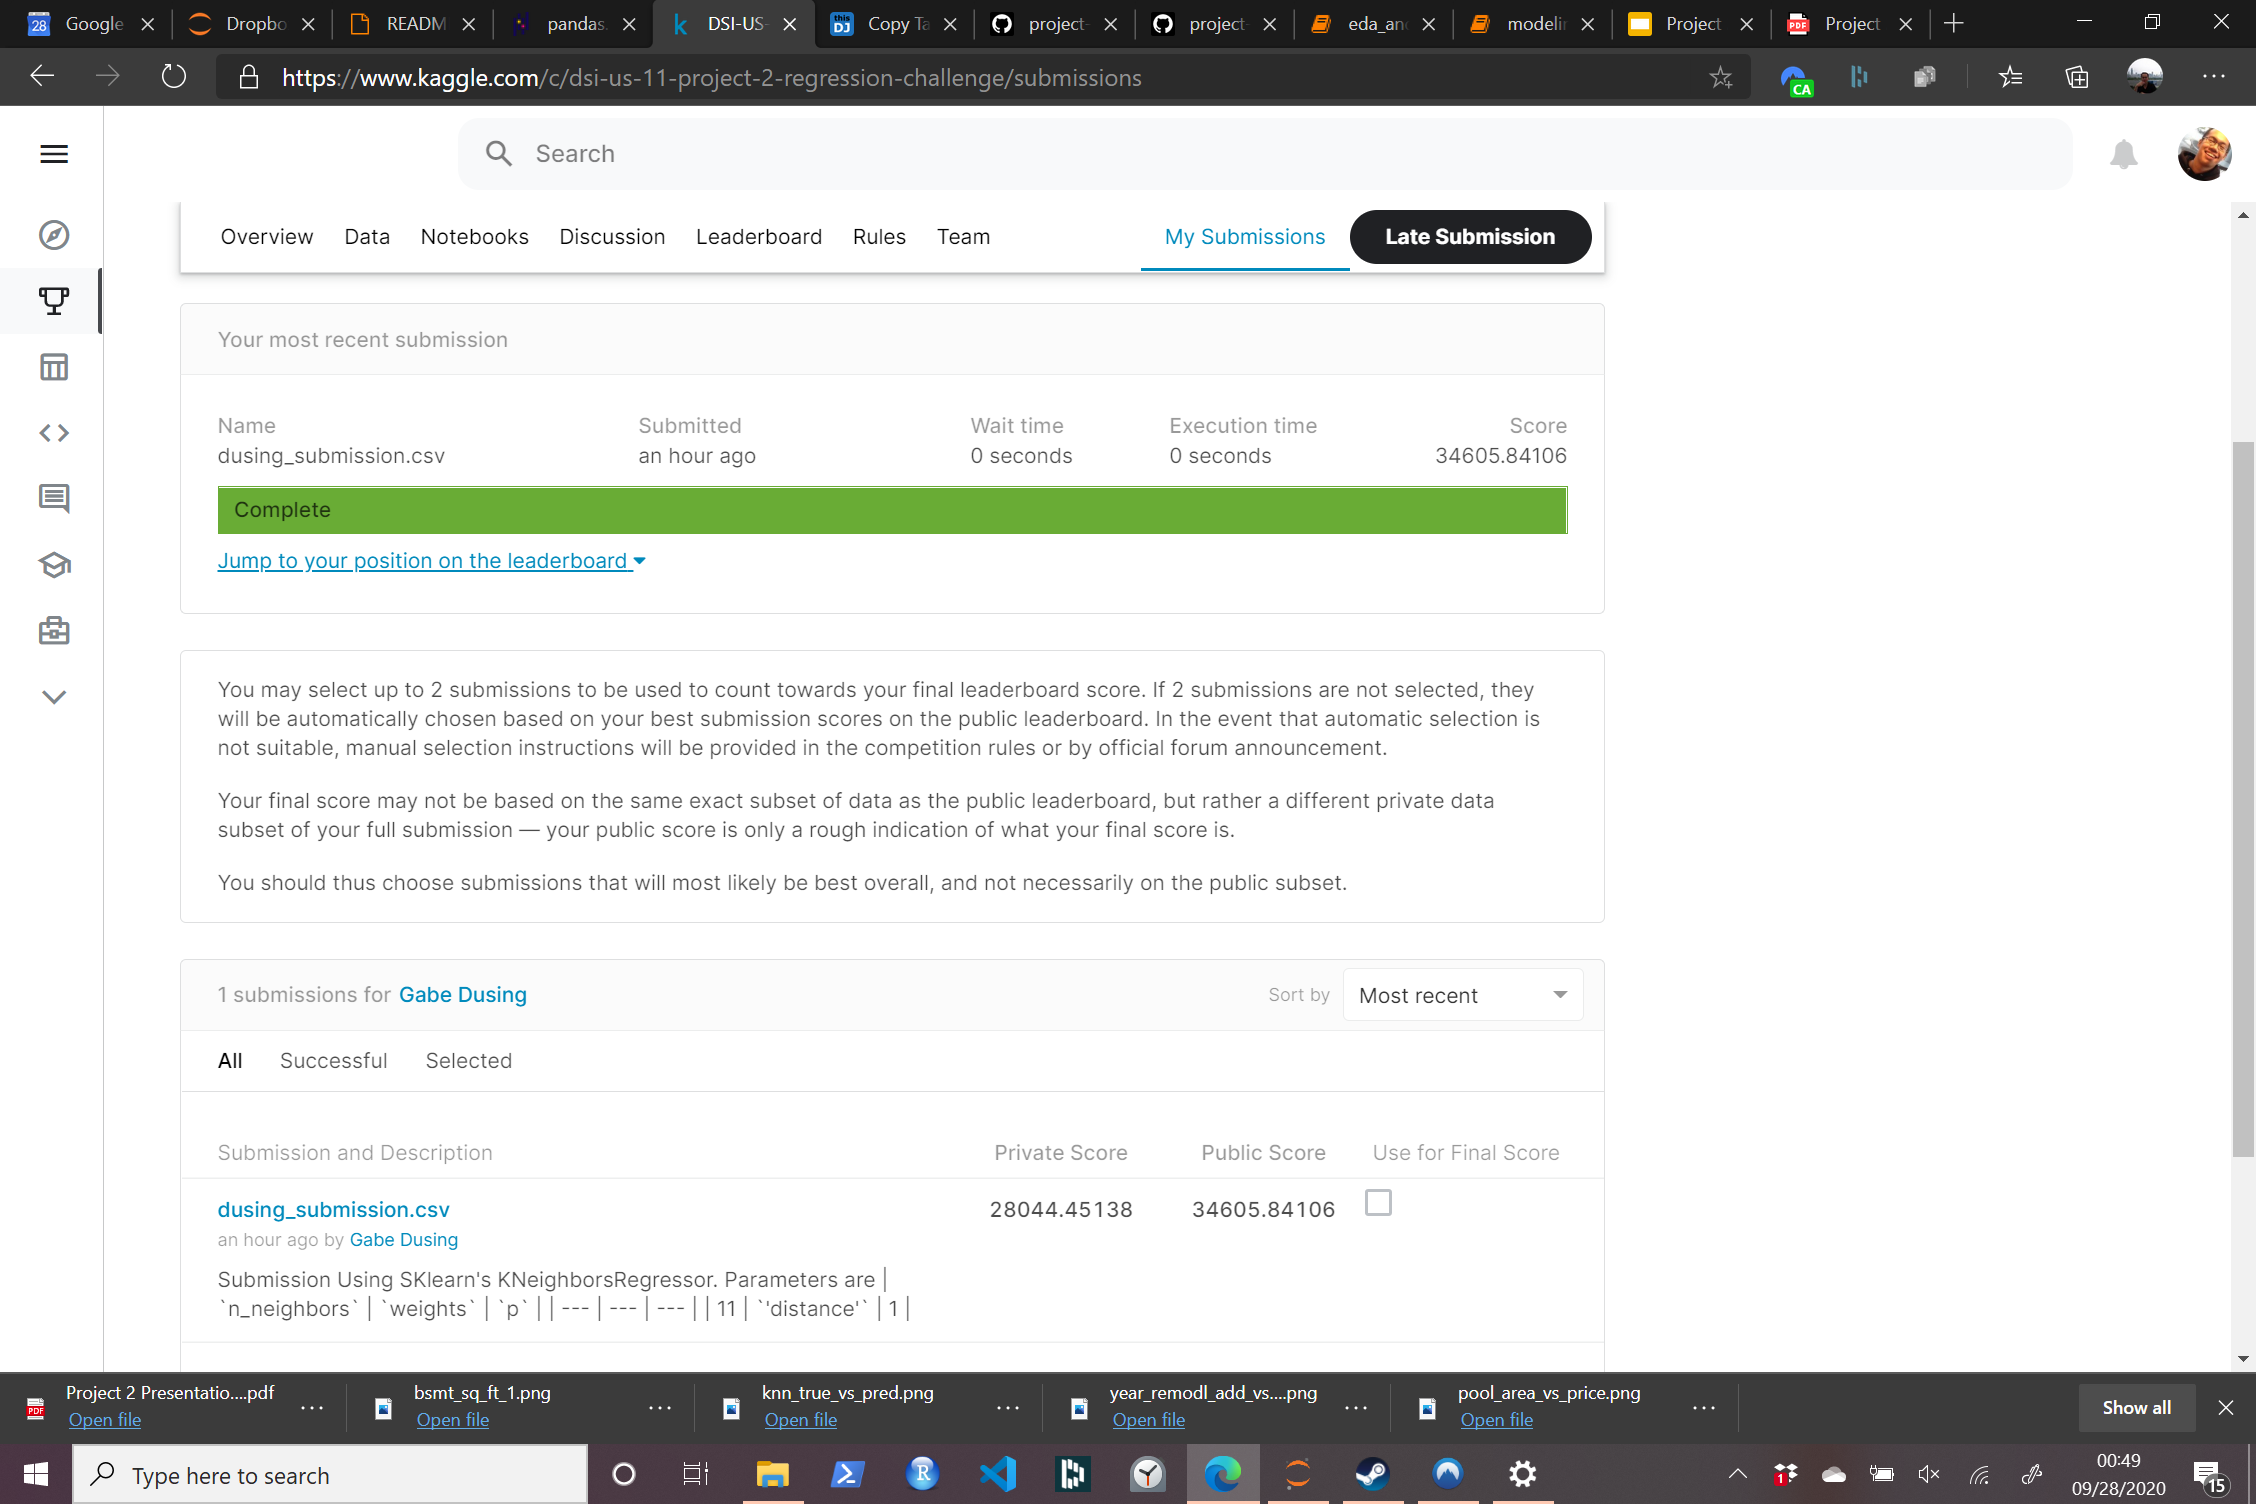 28 Google
Dropbo
READM
pandas.
k DSI-US-
this DJ Copy Ta
project-
project-
eda_and
modelin
Project
PDF Project
https://www.kaggle.com/c/dsi-us-11-project-2-regression-challenge/submissions
CA
Search
Overview Data Notebooks Discussion Leaderboard Rules Team My Submissions Late Submission
Your most recent submission
Name Submitted Wait time Execution time Score
dusing_submission.csv an hour ago 0 seconds 0 seconds 34605.84106
Complete
Jump to your position on the leaderboard
You may select up to 2 submissions to be used to count towards your final leaderboard score. If 2 submissions are not selected, they
will be automatically chosen based on your best submission scores on the public leaderboard. In the event that automatic selection is
not suitable, manual selection instructions will be provided in the competition rules or by official forum announcement.
Your final score may not be based on the same exact subset of data as the public leaderboard, but rather a different private data
subset of your full submission — your public score is only a rough indication of what your final score is.
You should thus choose submissions that will most likely be best overall, and not necessarily on the public subset.
1 submissions for Gabe Dusing Sort by Most recent
All Successful Selected
Submission and Description Private Score Public Score Use for Final Score
dusing_submission.csv 28044.45138 34605.84106
an hour ago by Gabe Dusing
Submission Using SKlearn's KNeighborsRegressor. Parameters are |
`n_neighbors` | `weights` | `p` | | --- | --- | --- | | 11 | `'distance'` | 1 |
PDF Project 2 Presentatio....pdf
Open file
bsmt_sq_ft_1.png
Open file
knn_true_vs_pred.png
Open file
year_remodl_add_vs....png
Open file
pool_area_vs_price.png
Open file
Show all
Type here to search
R
1
00:49
09/28/2020
15